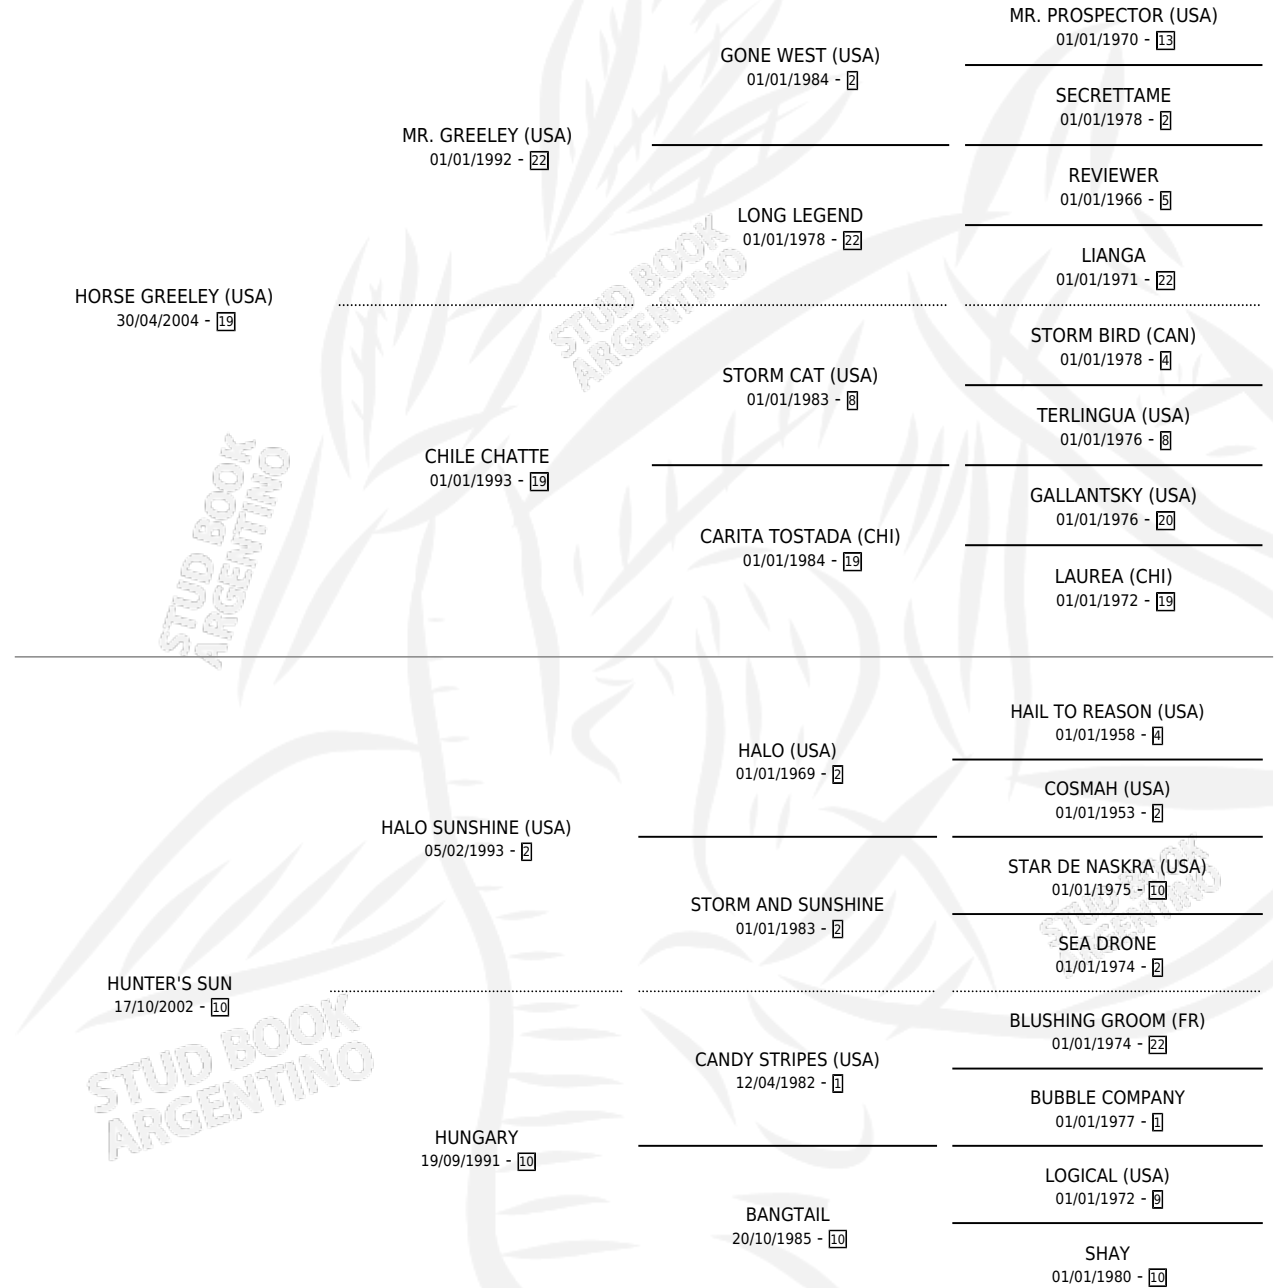 MR. PROSPECTOR (USA)
01/01/1970 - 13
GONE WEST (USA)
01/01/1984 - 2
SECRETTAME
01/01/1978 - 2
MR. GREELEY (USA)
01/01/1992 - 22
REVIEWER
01/01/1966 - 5
LONG LEGEND
01/01/1978 - 22
LIANGA
01/01/1971 - 22
HORSE GREELEY (USA)
30/04/2004 - 19
STUD BOOK
ARGENTINO
STORM BIRD (CAN)
01/01/1978 - 4
STORM CAT (USA)
01/01/1983 - 8
TERLINGUA (USA)
01/01/1976 - 8
CHILE CHATTE
01/01/1993 - 19
GALLANTSKY (USA)
01/01/1976 - 20
CARITA TOSTADA (CHI)
01/01/1984 - 19
LAUREA (CHI)
01/01/1972 - 19
STUD BOOK
ARGENTINO
HAIL TO REASON (USA)
01/01/1958 - 4
HALO (USA)
01/01/1969 - 2
COSMAH (USA)
01/01/1953 - 2
HALO SUNSHINE (USA)
05/02/1993 - 2
STAR DE NASKRA (USA)
01/01/1975 - 10
STORM AND SUNSHINE
01/01/1983 - 2
SEA DRONE
01/01/1974 - 2
STUD BOOK
ARGENTINO
HUNTER'S SUN
17/10/2002 - 10
BLUSHING GROOM (FR)
01/01/1974 - 22
CANDY STRIPES (USA)
12/04/1982 - 1
BUBBLE COMPANY
01/01/1977 - 1
STUD BOOK
ARGENTINO
HUNGARY
19/09/1991 - 10
LOGICAL (USA)
01/01/1972 - 9
BANGTAIL
20/10/1985 - 10
SHAY
01/01/1980 - 10